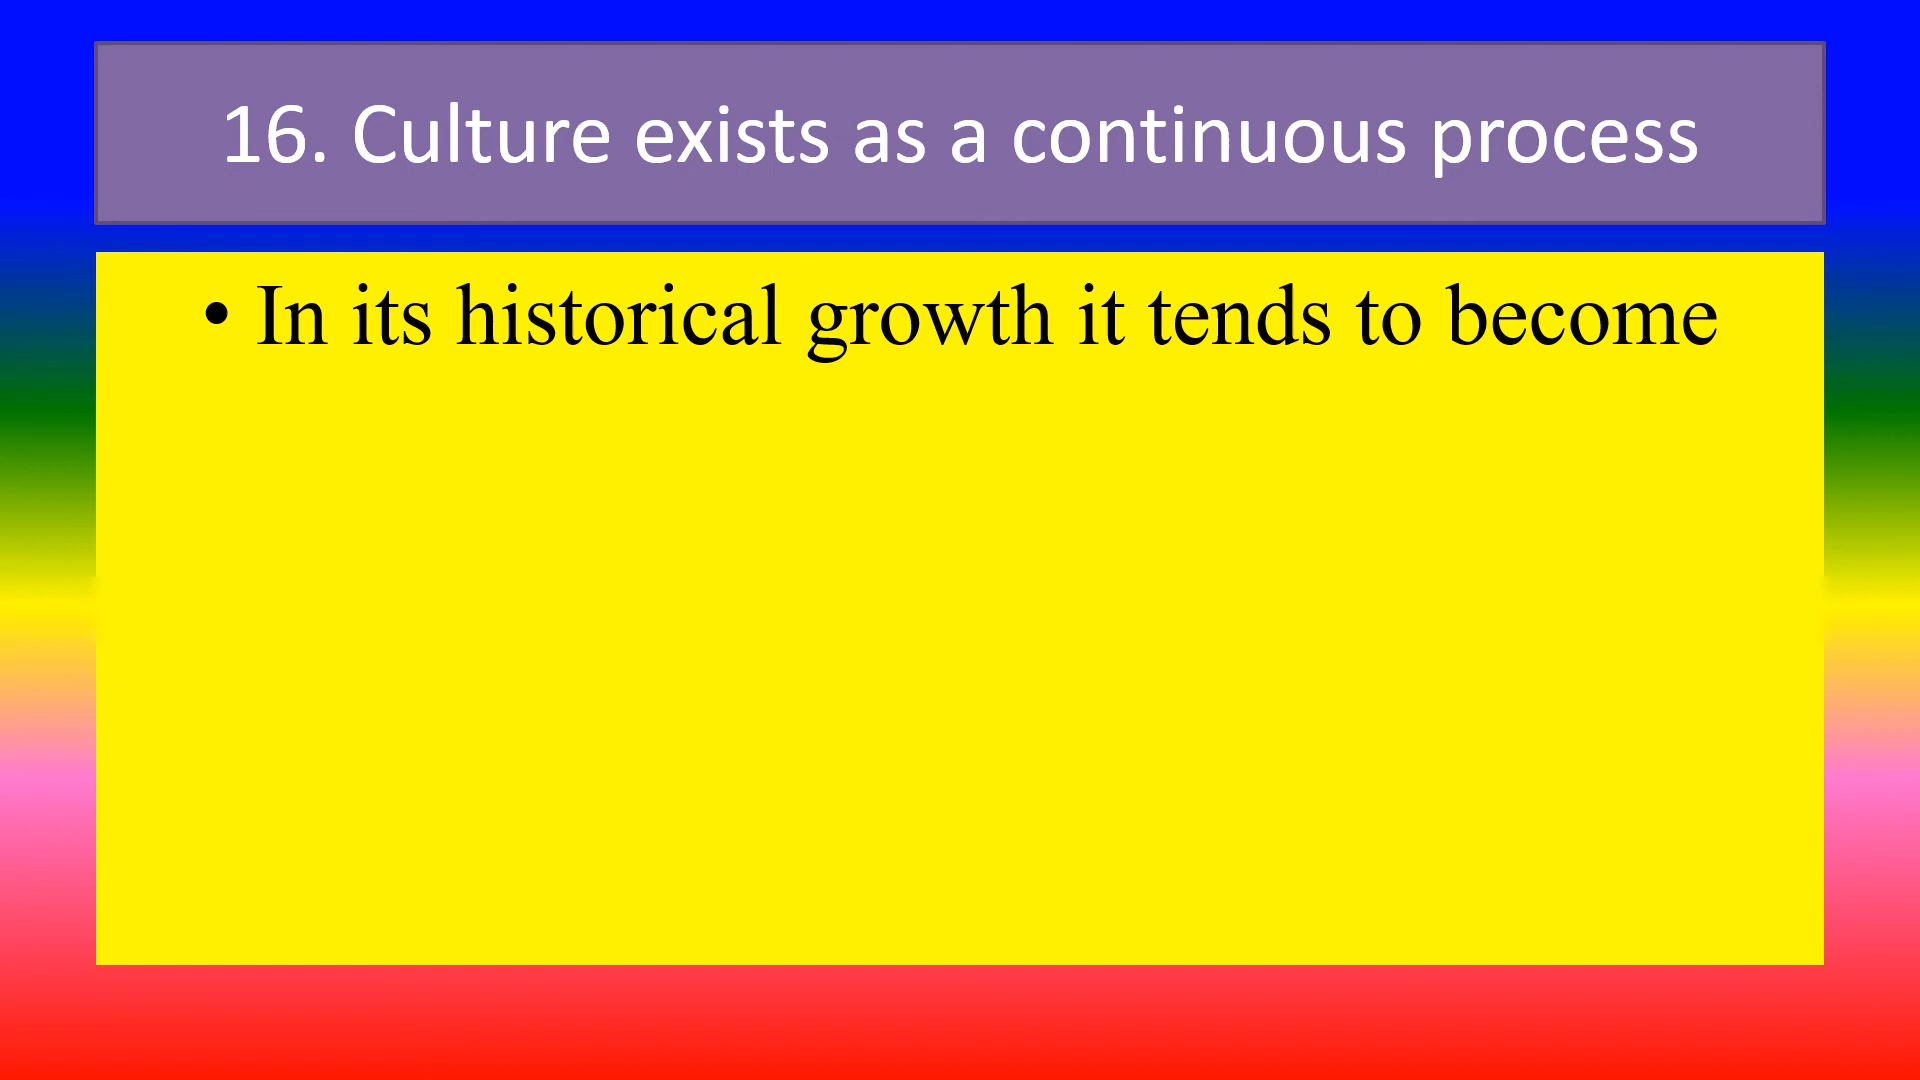 16. Culture exists as a continuous process
• In its historical growth it tends to become